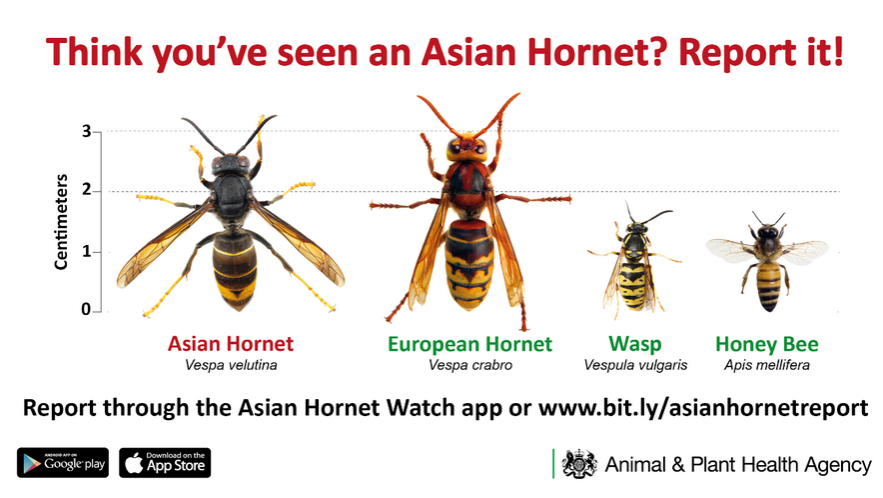 Think you’ve seen an Asian Hornet? Report it!
Centimeters
3
2
1
0
Asian Hornet
Vespa velutina
European Hornet
Vespa crabro
Wasp
Vespula vulgaris
Honey Bee
Apis mellifera
Report through the Asian Hornet Watch app or www.bit.ly/asianhornetreport
ANDROID APP ON
Google play
Download on the
App Store
Animal & Plant Health Agency